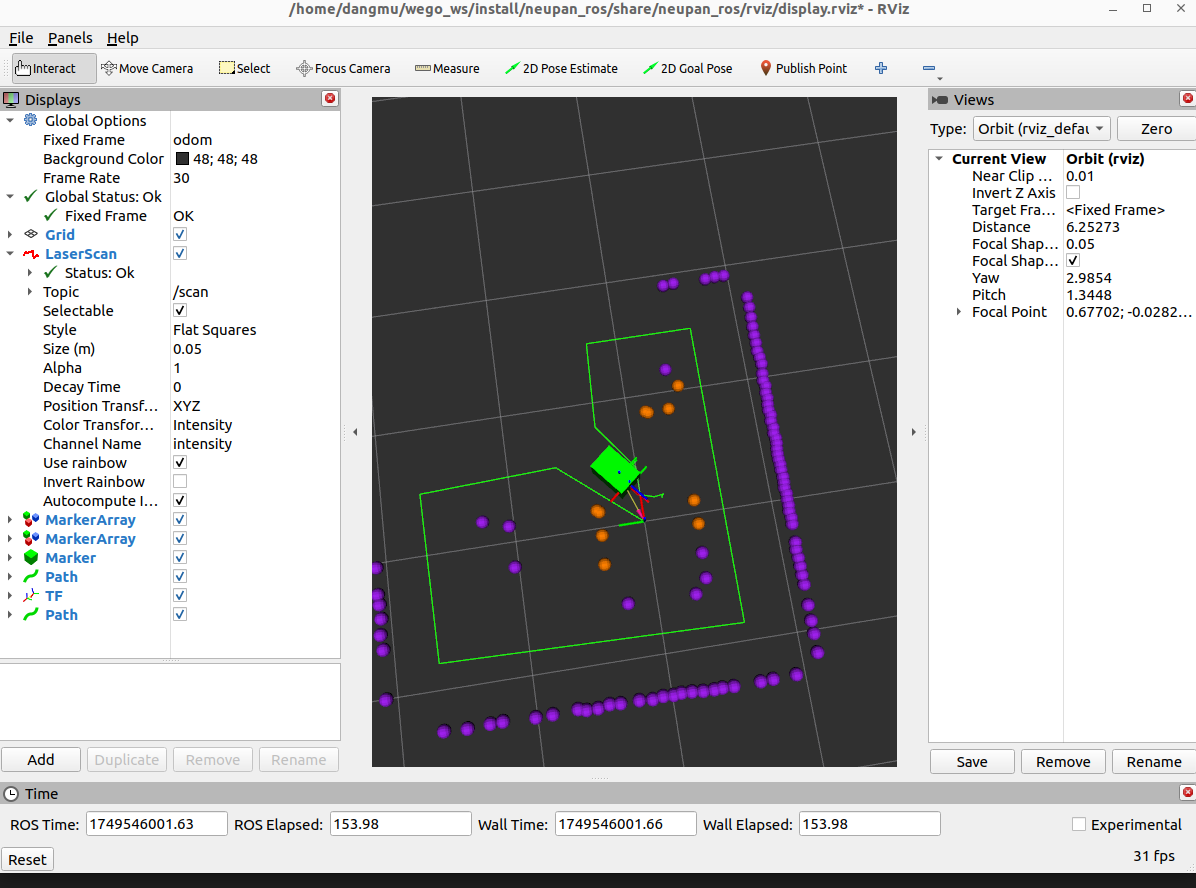 /home/dangmu/wego_ws/install/neupan_ros/share/neupan_ros/rviz/display.rviz* - RViz
File Panels Help
Interact Move Camera Select Focus Camera Measure 2D Pose Estimate 2D Goal Pose Publish Point
Displays
Global Options
Fixed Frame odom
Background Color 48; 48; 48
Frame Rate 30
Global Status: Ok
Fixed Frame OK
Grid
LaserScan
Status: Ok
Topic /scan
Selectable
Style Flat Squares
Size (m) 0.05
Alpha 1
Decay Time 0
Position Transf... XYZ
Color Transfor... Intensity
Channel Name intensity
Use rainbow
Invert Rainbow
Autocompute I...
MarkerArray
MarkerArray
Marker
Path
TF
Path
Add Duplicate Remove Rename
Views
Type: Orbit (rviz_defau Zero
Current View Orbit (rviz)
Near Clip ... 0.01
Invert Z Axis
Target Fra... <Fixed Frame>
Distance 6.25273
Focal Shap... 0.05
Focal Shap...
Yaw 2.9854
Pitch 1.3448
Focal Point 0.67702; -0.0282...
Save Remove Rename
Time
ROS Time: 1749546001.63 ROS Elapsed: 153.98 Wall Time: 1749546001.66 Wall Elapsed: 153.98 Experimental
Reset 31 fps